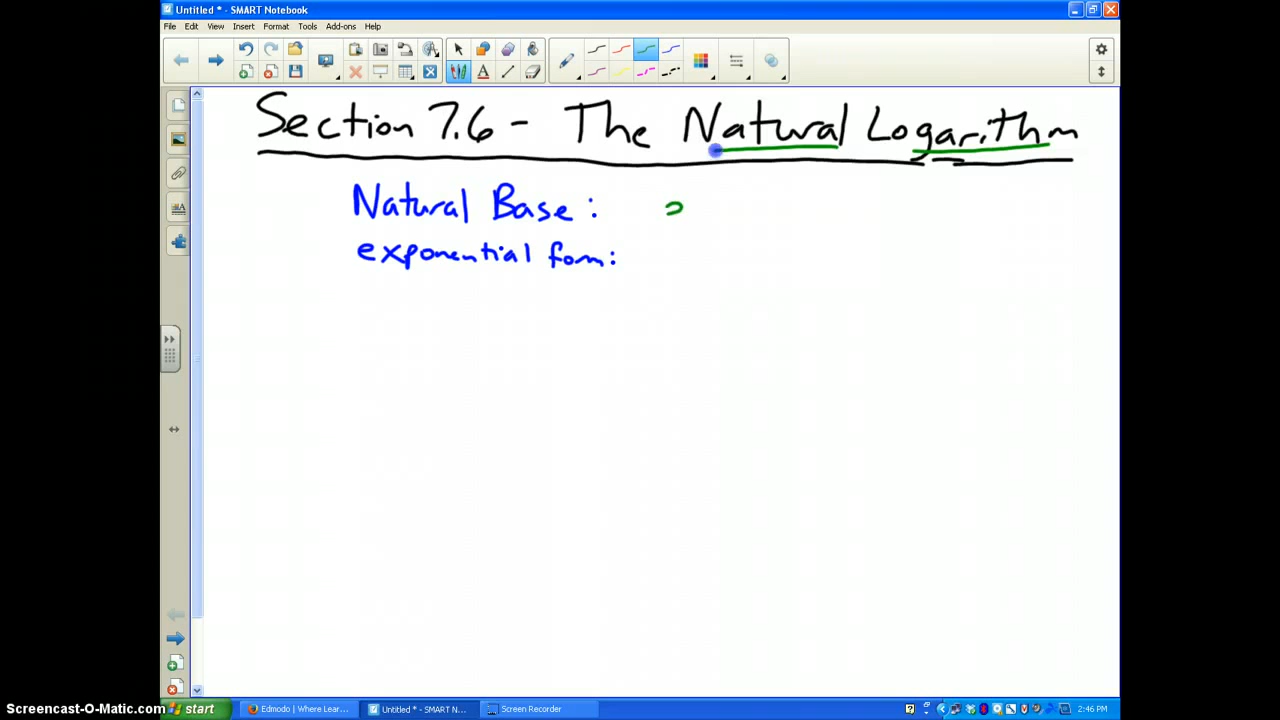 Untitled * - SMART Notebook
File Edit View Insert Format Tools Add-ons Help
Section 7.6 - The Natural Logarithm
Natural Base:
exponential form:
Screencast-O-Matic.com
start
Edmodo | Where Lear...
Untitled * - SMART N...
Screen Recorder
2:46 PM